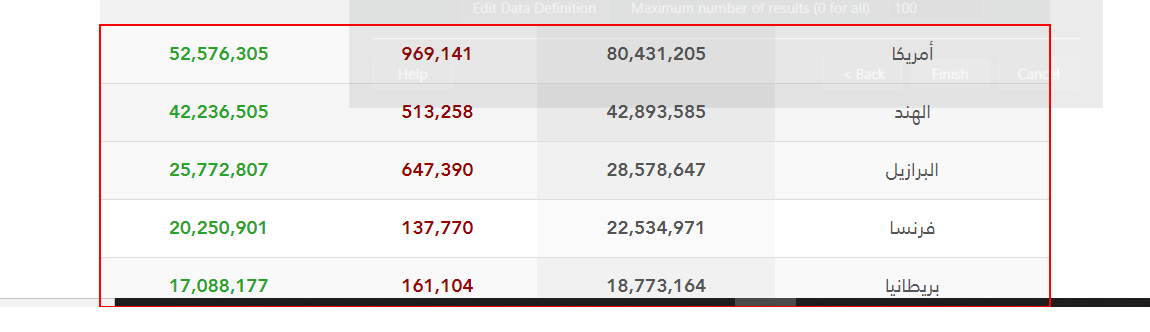 Edit Data Definition Maximum number of results (0 for all) 100
أمريكا 80,431,205 969,141 52,576,305
Help < Back Finish Cancel
الهند 42,893,585 513,258 42,236,505
البرازيل 28,578,647 647,390 25,772,807
فرنسا 22,534,971 137,770 20,250,901
بريطانيا 18,773,164 161,104 17,088,177